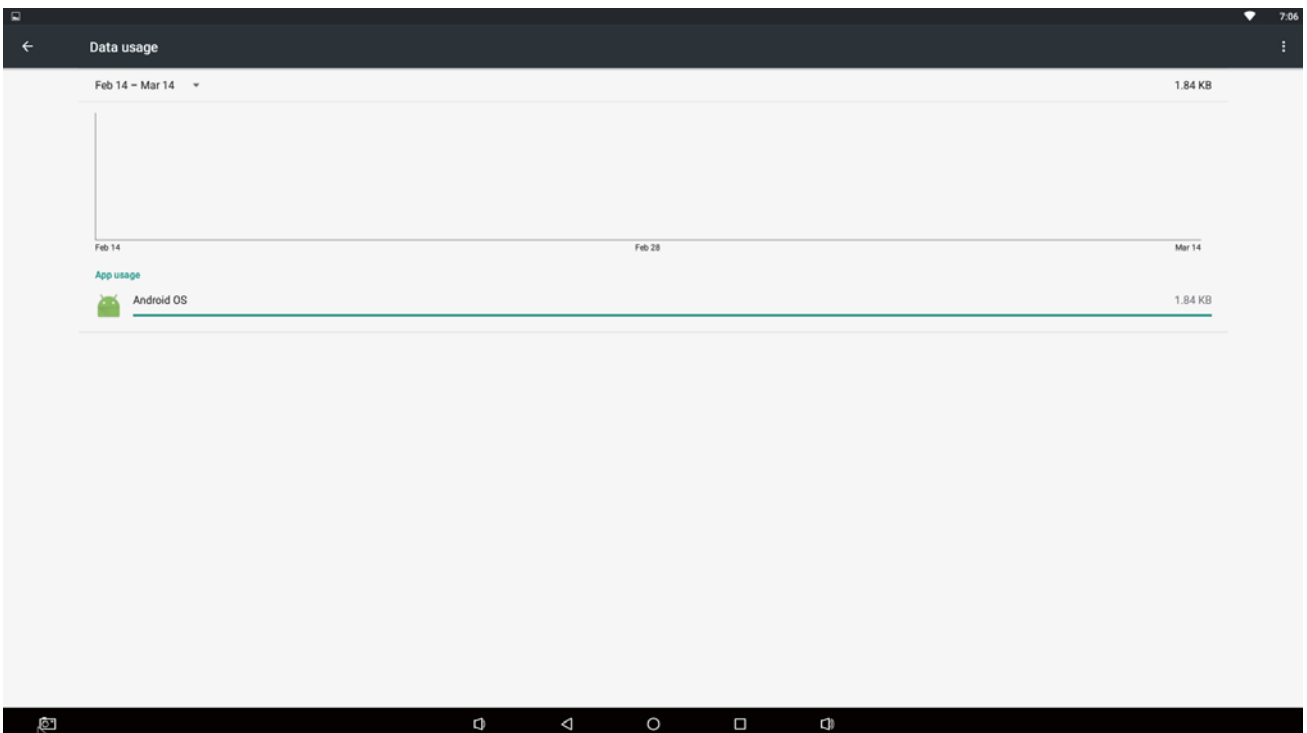 7:06
Data usage
Feb 14 – Mar 14 1.84 KB
Feb 14 Feb 28 Mar 14
App usage
Android OS 1.84 KB